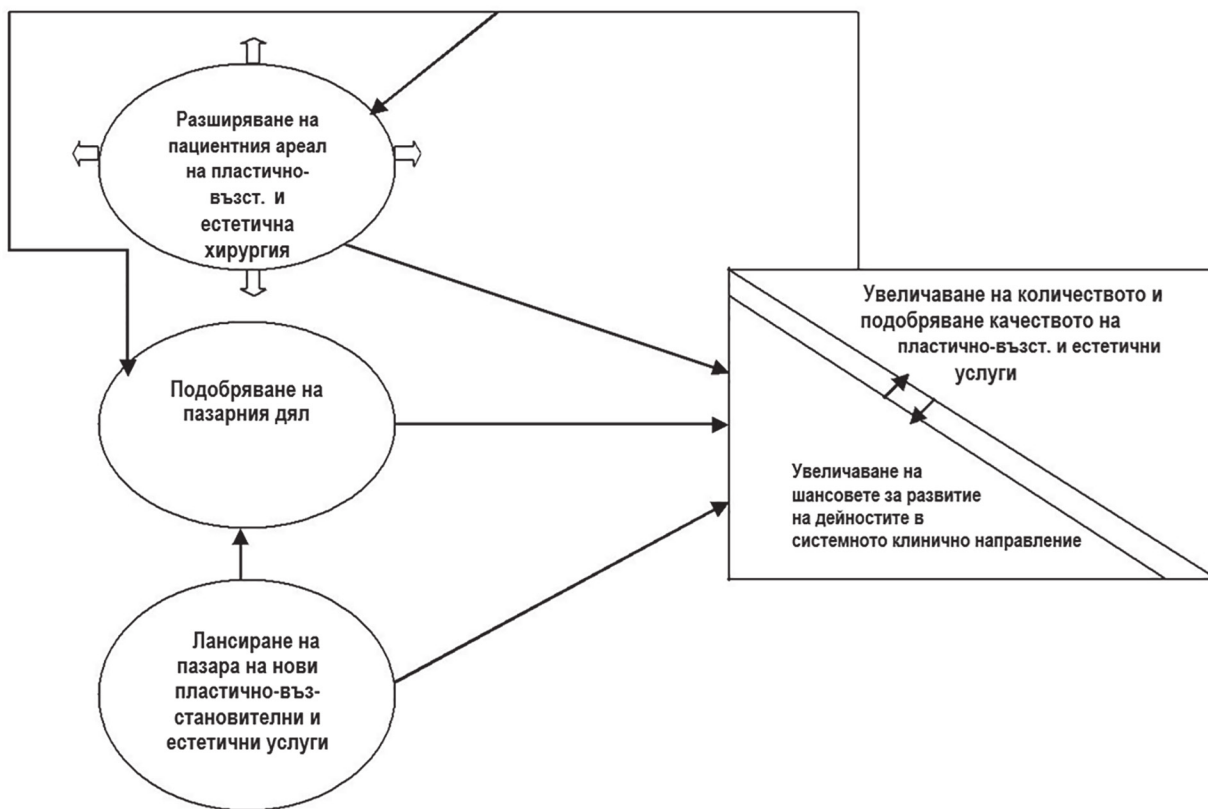 Разширяване на
пациентния ареал
на пластично-
възст. и
естетична
хирургия
Подобряване на
пазарния дял
Лансиране на
пазара на нови
пластично-въз-
становителни и
естетични услуги
Увеличаване на количеството и
подобряване качеството на
пластично-възст. и естетични
услуги
Увеличаване на
шансовете за развитие
на дейностите в
системното клинично направление